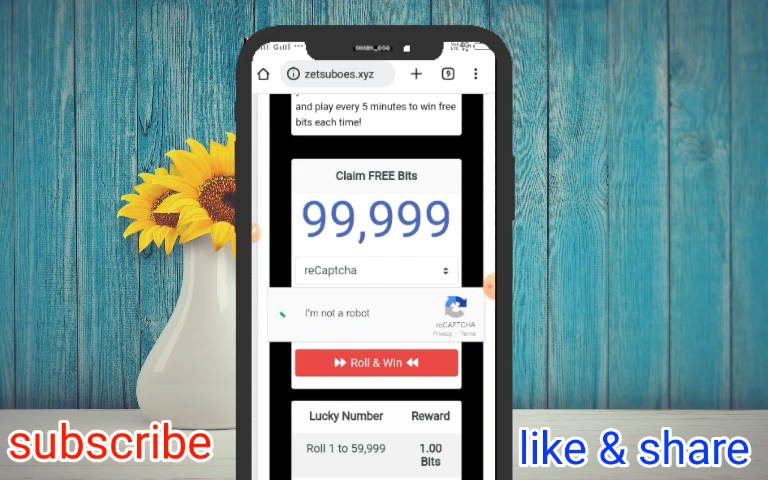 zetsuboes.xyz
9
and play every 5 minutes to win free
bits each time!
Claim FREE Bits
99,999
reCaptcha
I'm not a robot
reCAPTCHA
Privacy - Terms
Roll & Win
Lucky Number Reward
Roll 1 to 59,999 1.00
Bits
subscribe
like & share